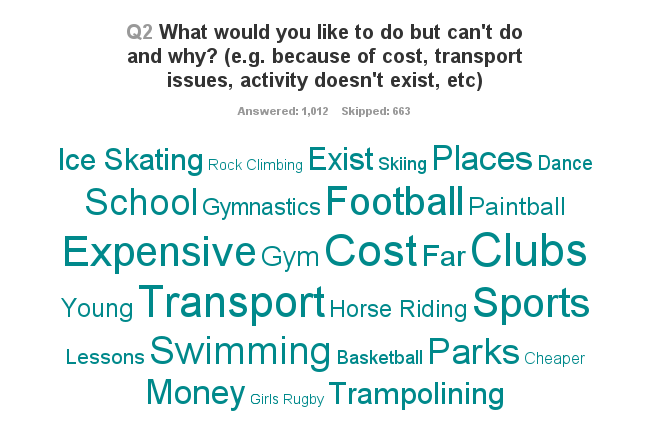 Q2 What would you like to do but can't do
and why? (e.g. because of cost, transport
issues, activity doesn't exist, etc)
Answered: 1,012 Skipped: 663
Ice Skating Rock Climbing Exist Skiing Places Dance
School Gymnastics Football Paintball
Expensive Gym Cost Far Clubs
Young Transport Horse Riding Sports
Lessons Swimming Basketball Parks Cheaper
Money Girls Rugby Trampolining